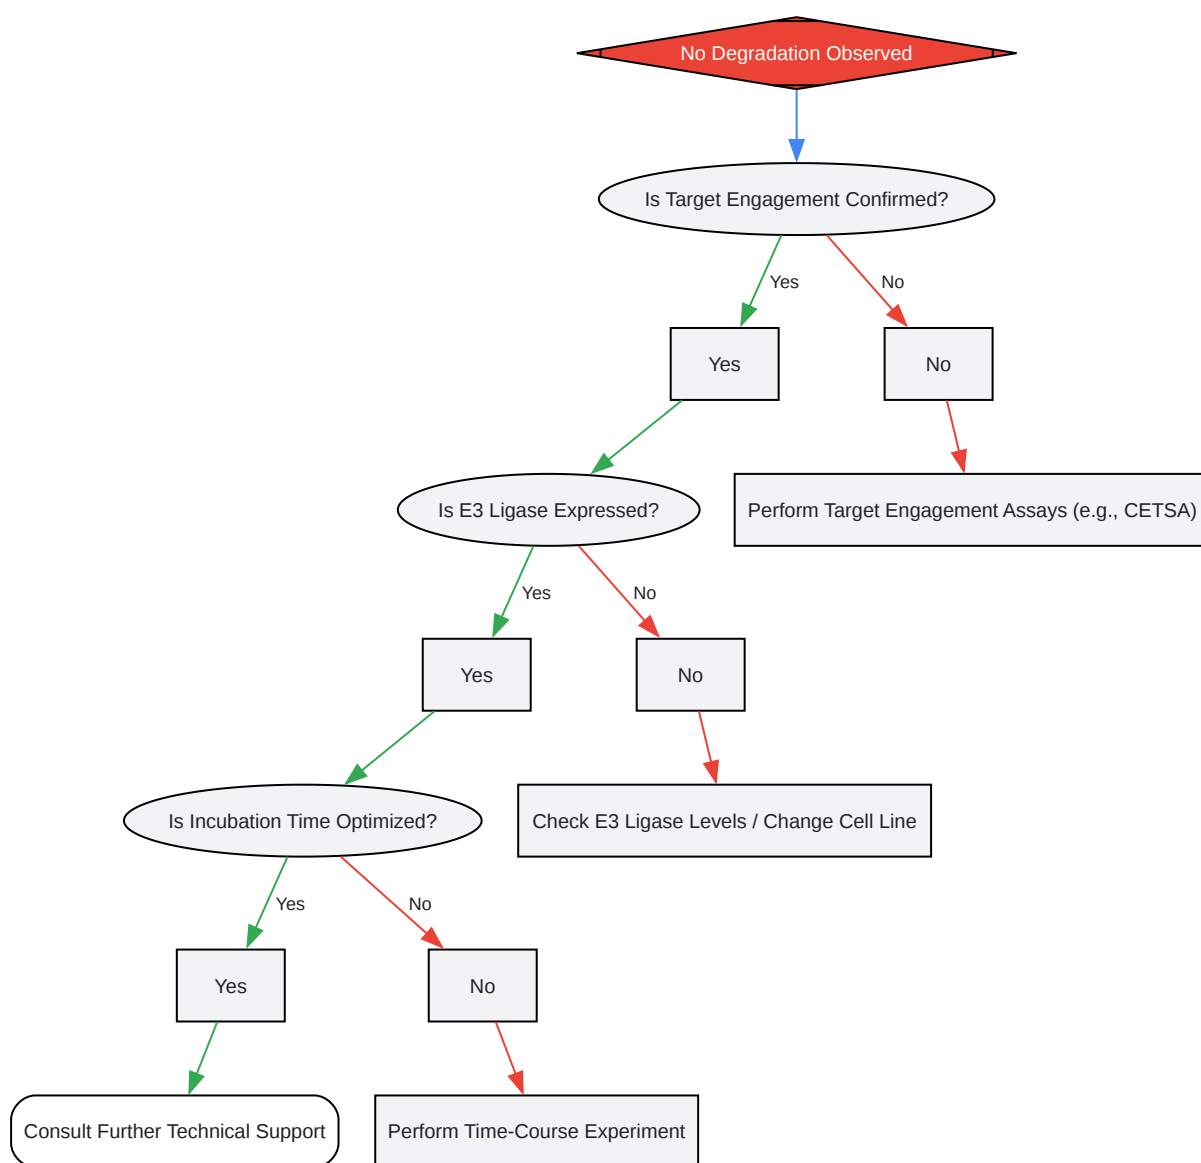 No Degradation Observed
Is Target Engagement Confirmed?
Yes
No
Yes
No
Is E3 Ligase Expressed?
Perform Target Engagement Assays (e.g., CETSA)
Yes
No
Yes
No
Is Incubation Time Optimized?
Check E3 Ligase Levels / Change Cell Line
Yes
No
Yes
No
Consult Further Technical Support
Perform Time-Course Experiment